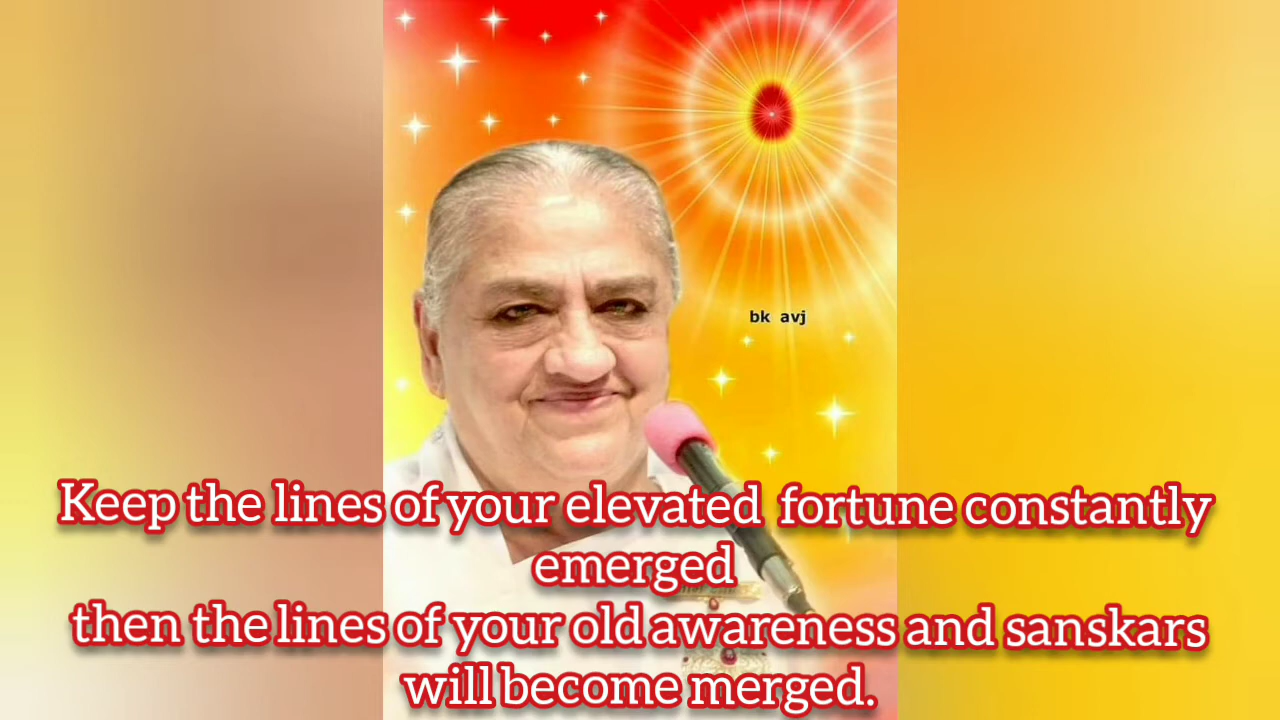 bk avj
Keep the lines of your elevated fortune constantly
emerged
then the lines of your old awareness and sanskars
will become merged.